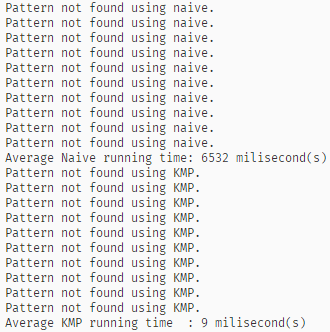 Pattern not found using naive.
Pattern not found using naive.
Pattern not found using naive.
Pattern not found using naive.
Pattern not found using naive.
Pattern not found using naive.
Pattern not found using naive.
Pattern not found using naive.
Pattern not found using naive.
Pattern not found using naive.
Average Naive running time: 6532 milisecond(s)
Pattern not found using KMP.
Pattern not found using KMP.
Pattern not found using KMP.
Pattern not found using KMP.
Pattern not found using KMP.
Pattern not found using KMP.
Pattern not found using KMP.
Pattern not found using KMP.
Pattern not found using KMP.
Pattern not found using KMP.
Average KMP running time  : 9 milisecond(s)